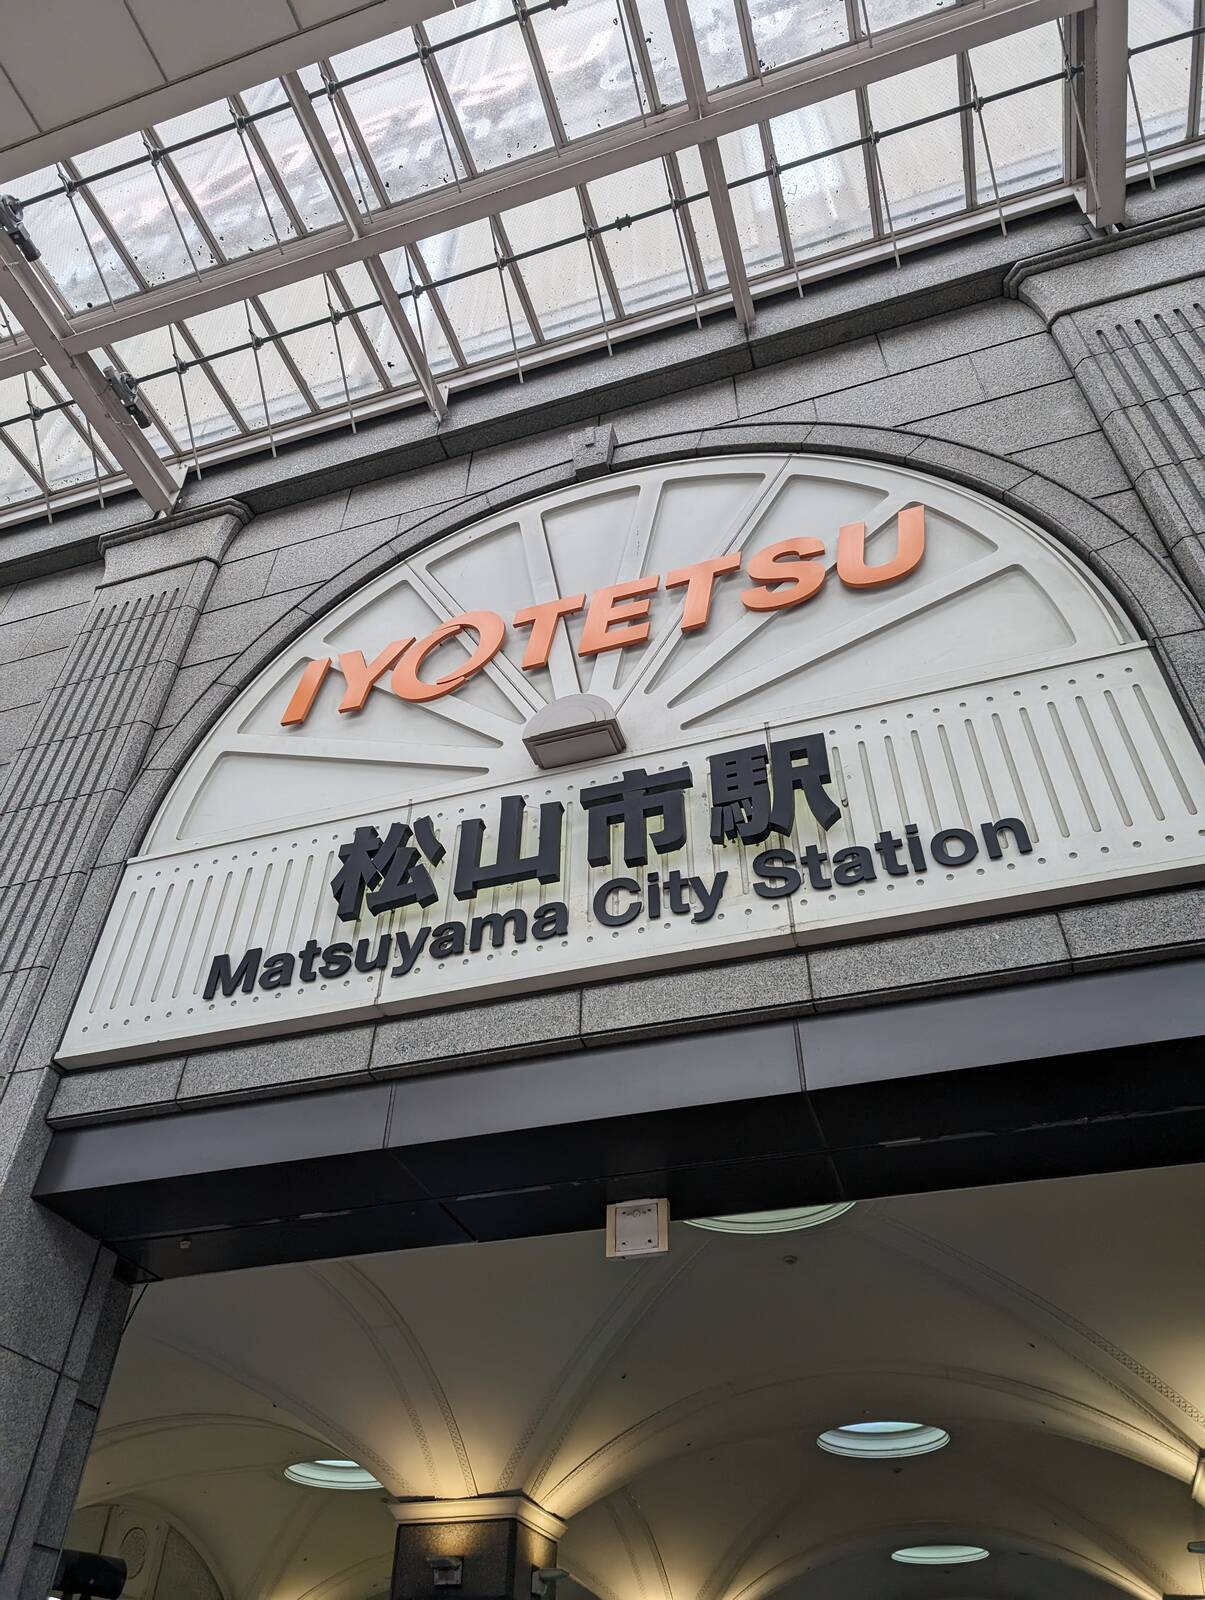 IYOTETSU
松山市駅
Matsuyama City Station